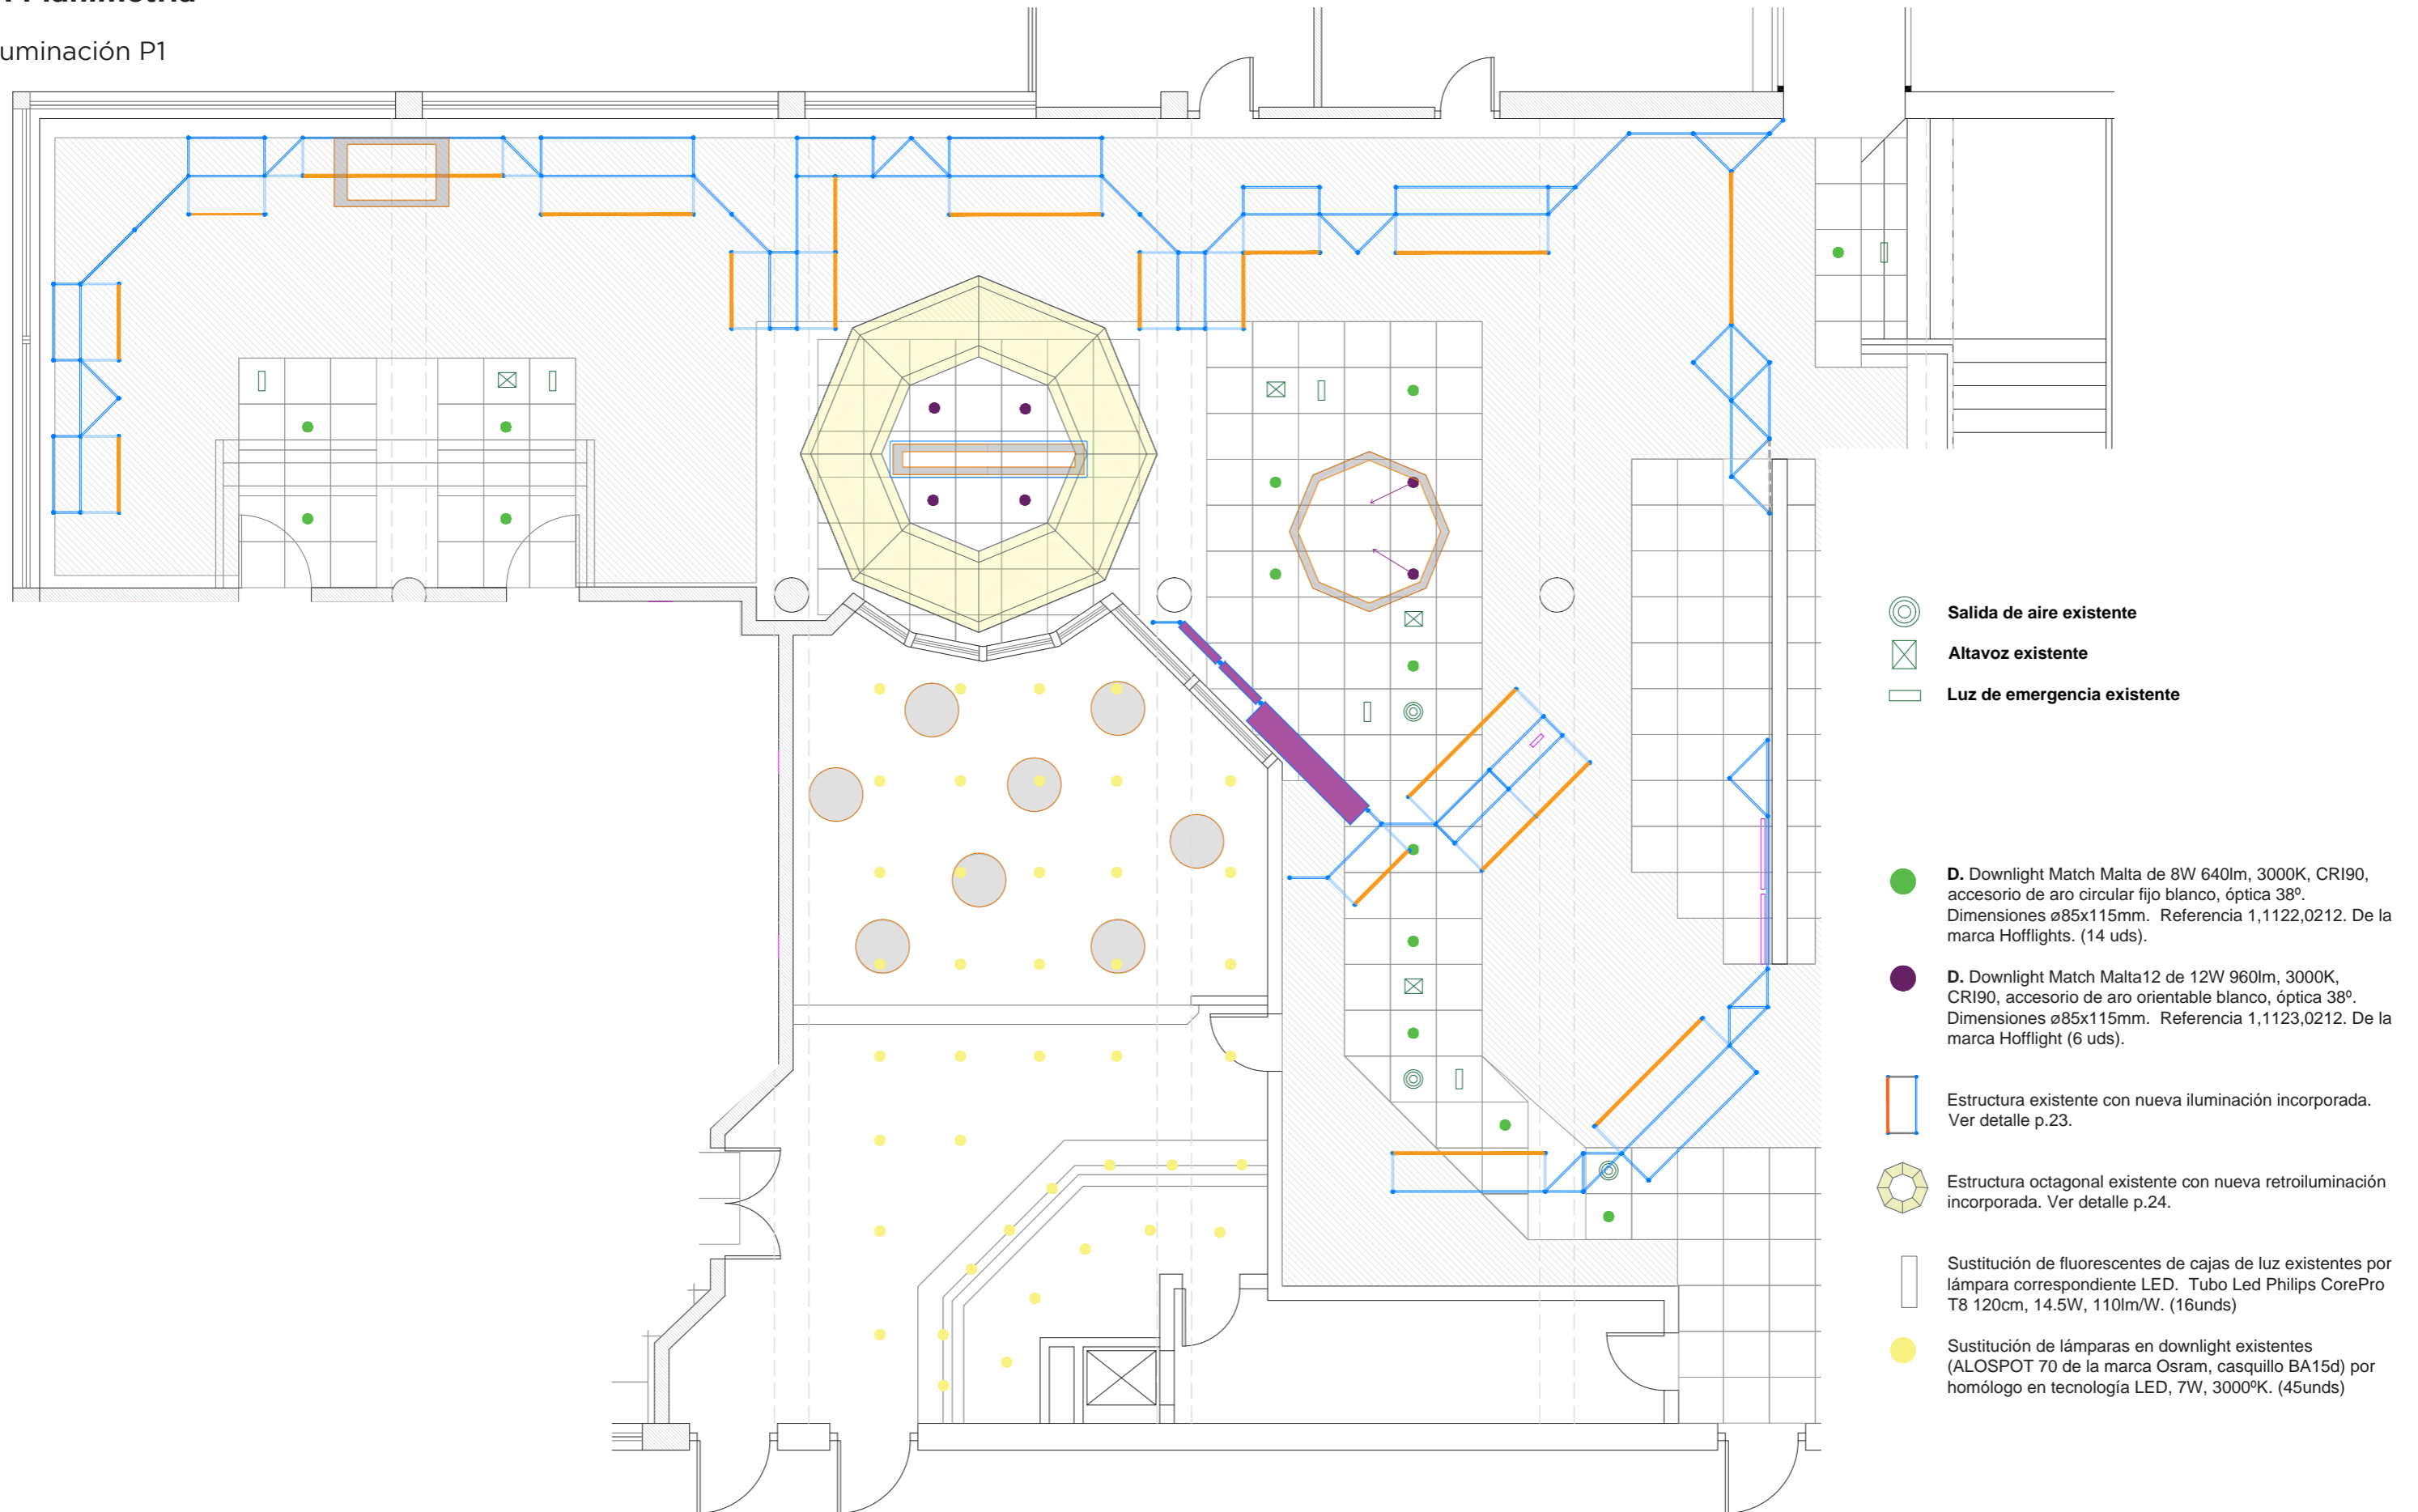 uminación P1
Salida de aire existente
Altavoz existente
Luz de emergencia existente
D. Downlight Match Malta de 8W 640lm, 3000K, CRI90,
accesorio de aro circular fijo blanco, óptica 38º.
Dimensiones ø85x115mm. Referencia 1,1122,0212. De la
marca Hofflights. (14 uds).
D. Downlight Match Malta12 de 12W 960lm, 3000K,
CRI90, accesorio de aro orientable blanco, óptica 38º.
Dimensiones ø85x115mm. Referencia 1,1123,0212. De la
marca Hofflight (6 uds).
Estructura existente con nueva iluminación incorporada.
Ver detalle p.23.
Estructura octagonal existente con nueva retroiluminación
incorporada. Ver detalle p.24.
Sustitución de fluorescentes de cajas de luz existentes por
lámpara correspondiente LED. Tubo Led Philips CorePro
T8 120cm, 14.5W, 110lm/W. (16unds)
Sustitución de lámparas en downlight existentes
(ALOSPOT 70 de la marca Osram, casquillo BA15d) por
homólogo en tecnología LED, 7W, 3000ºK. (45unds)